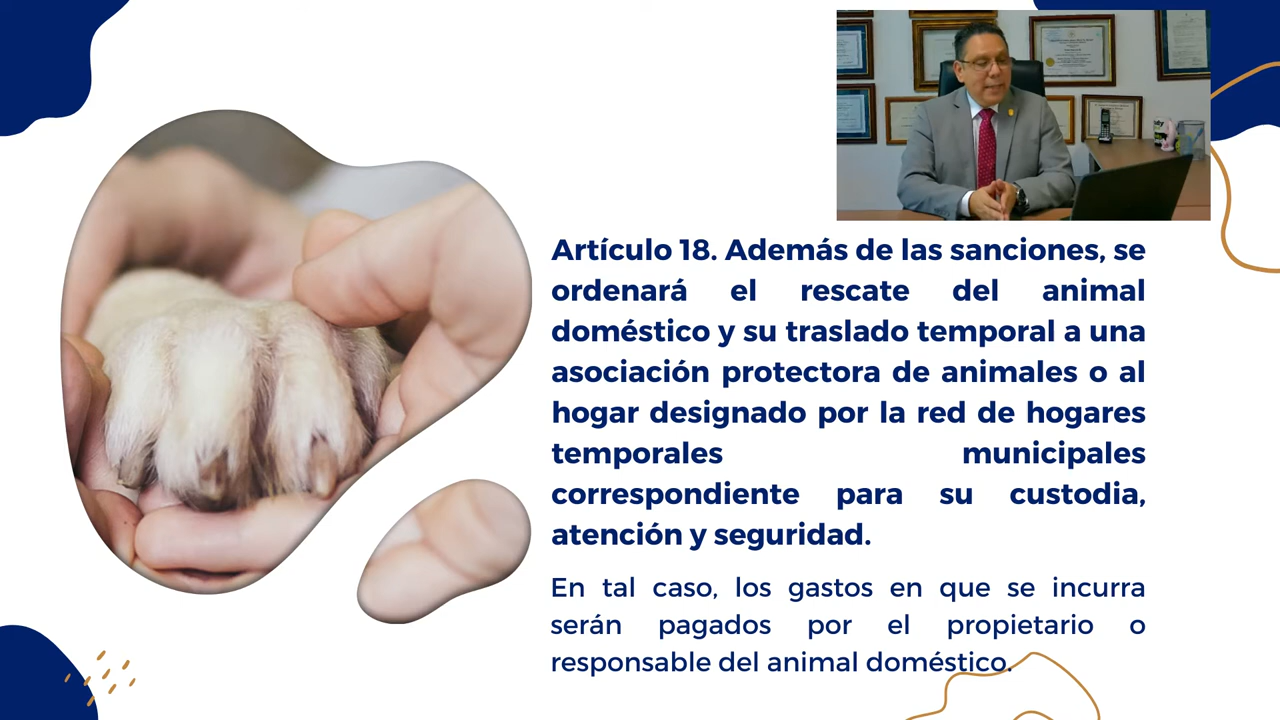 Artículo 18. Además de las sanciones, se
ordenará el rescate del animal
doméstico y su traslado temporal a una
asociación protectora de animales o al
hogar designado por la red de hogares
temporales municipales
correspondiente para su custodia,
atención y seguridad.
En tal caso, los gastos en que se incurra
serán pagados por el propietario o
responsable del animal doméstico.